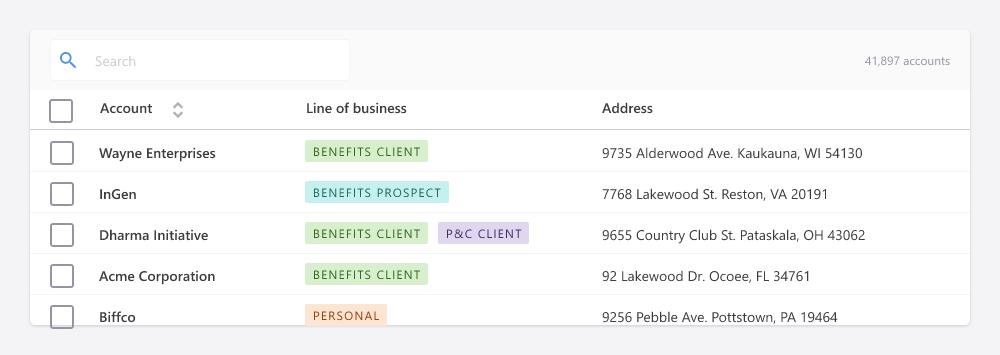 Search
41,897 accounts
Account Line of business Address
Wayne Enterprises BENEFITS CLIENT 9735 Alderwood Ave. Kaukauna, WI 54130
InGen BENEFITS PROSPECT 7768 Lakewood St. Reston, VA 20191
Dharma Initiative BENEFITS CLIENT P&C CLIENT 9655 Country Club St. Pataskala, OH 43062
Acme Corporation BENEFITS CLIENT 92 Lakewood Dr. Ocoee, FL 34761
Biffco PERSONAL 9256 Pebble Ave. Pottstown, PA 19464